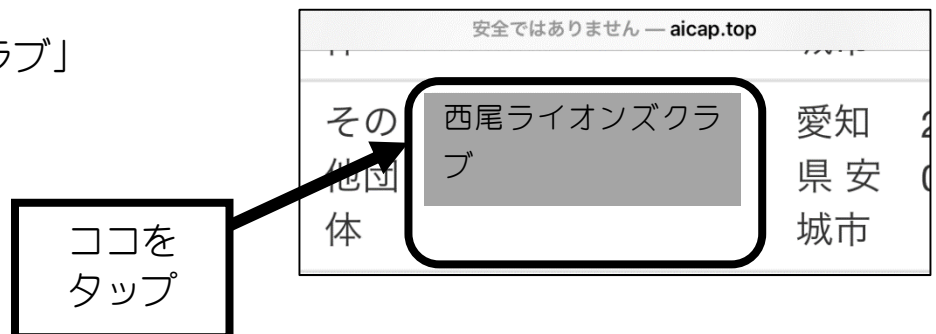 ラブ」
安全ではありません — aicap.top
その
他団
体
西尾ライオンズクラ
ブ
愛知
県 安
城市
ココを
タップ